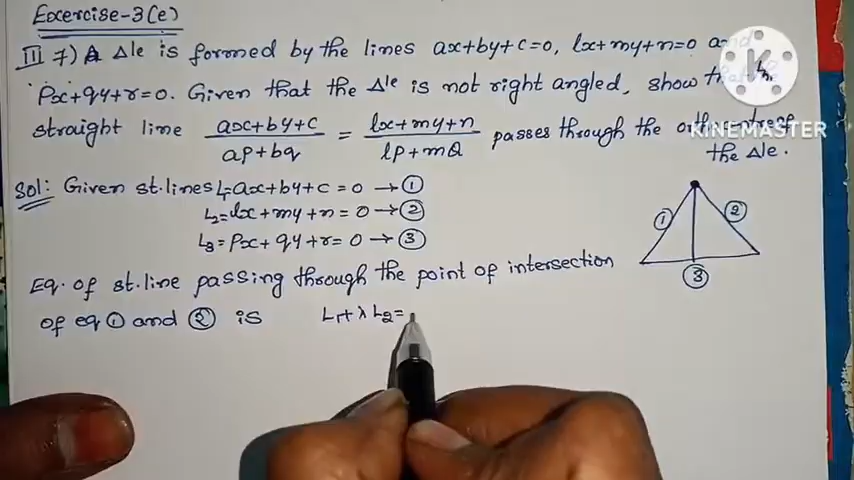 Exercise-3(e)
III 7) A Δle is formed by the lines ax+by+c=0, lx+my+n=0 and
px+qy+r=0. Given that the Δle is not right angled, show that the
straight line (ax+by+c)/(ap+bq) = (lx+my+n)/(lp+mq) passes through the
the Δle.
KINEMASTER
Sol: Given st.lines L₁=ax+by+c=0 → ①
L₂=lx+my+n=0 → ②
L₃=px+qy+r=0 → ③
① ②
③
Eq. of st.line passing through the point of intersection
of eq ① and ② is L₁+λL₂=